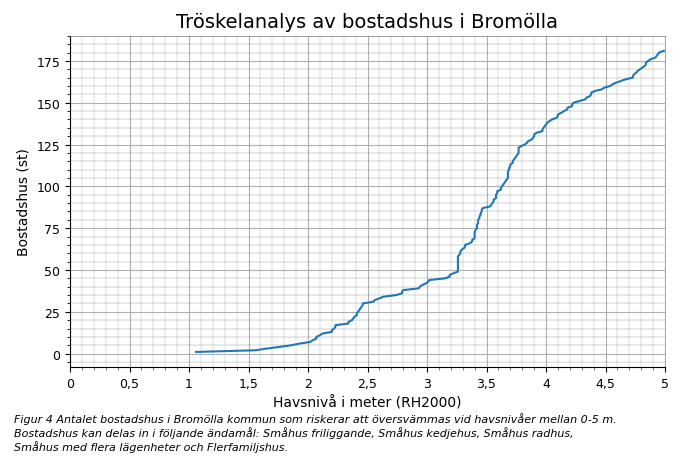 Tröskelanalys av bostadshus i Bromölla
Bostadshus (st)
175
150
125
100
75
50
25
0
0 0,5 1 1,5 2 2,5 3 3,5 4 4,5 5
Havsnivå i meter (RH2000)
Figur 4 Antalet bostadshus i Bromölla kommun som riskerar att översvämmas vid havsnivåer mellan 0-5 m.
Bostadshus kan delas in i följande ändamål: Småhus friliggande, Småhus kedjehus, Småhus radhus,
Småhus med flera lägenheter och Flerfamiljshus.